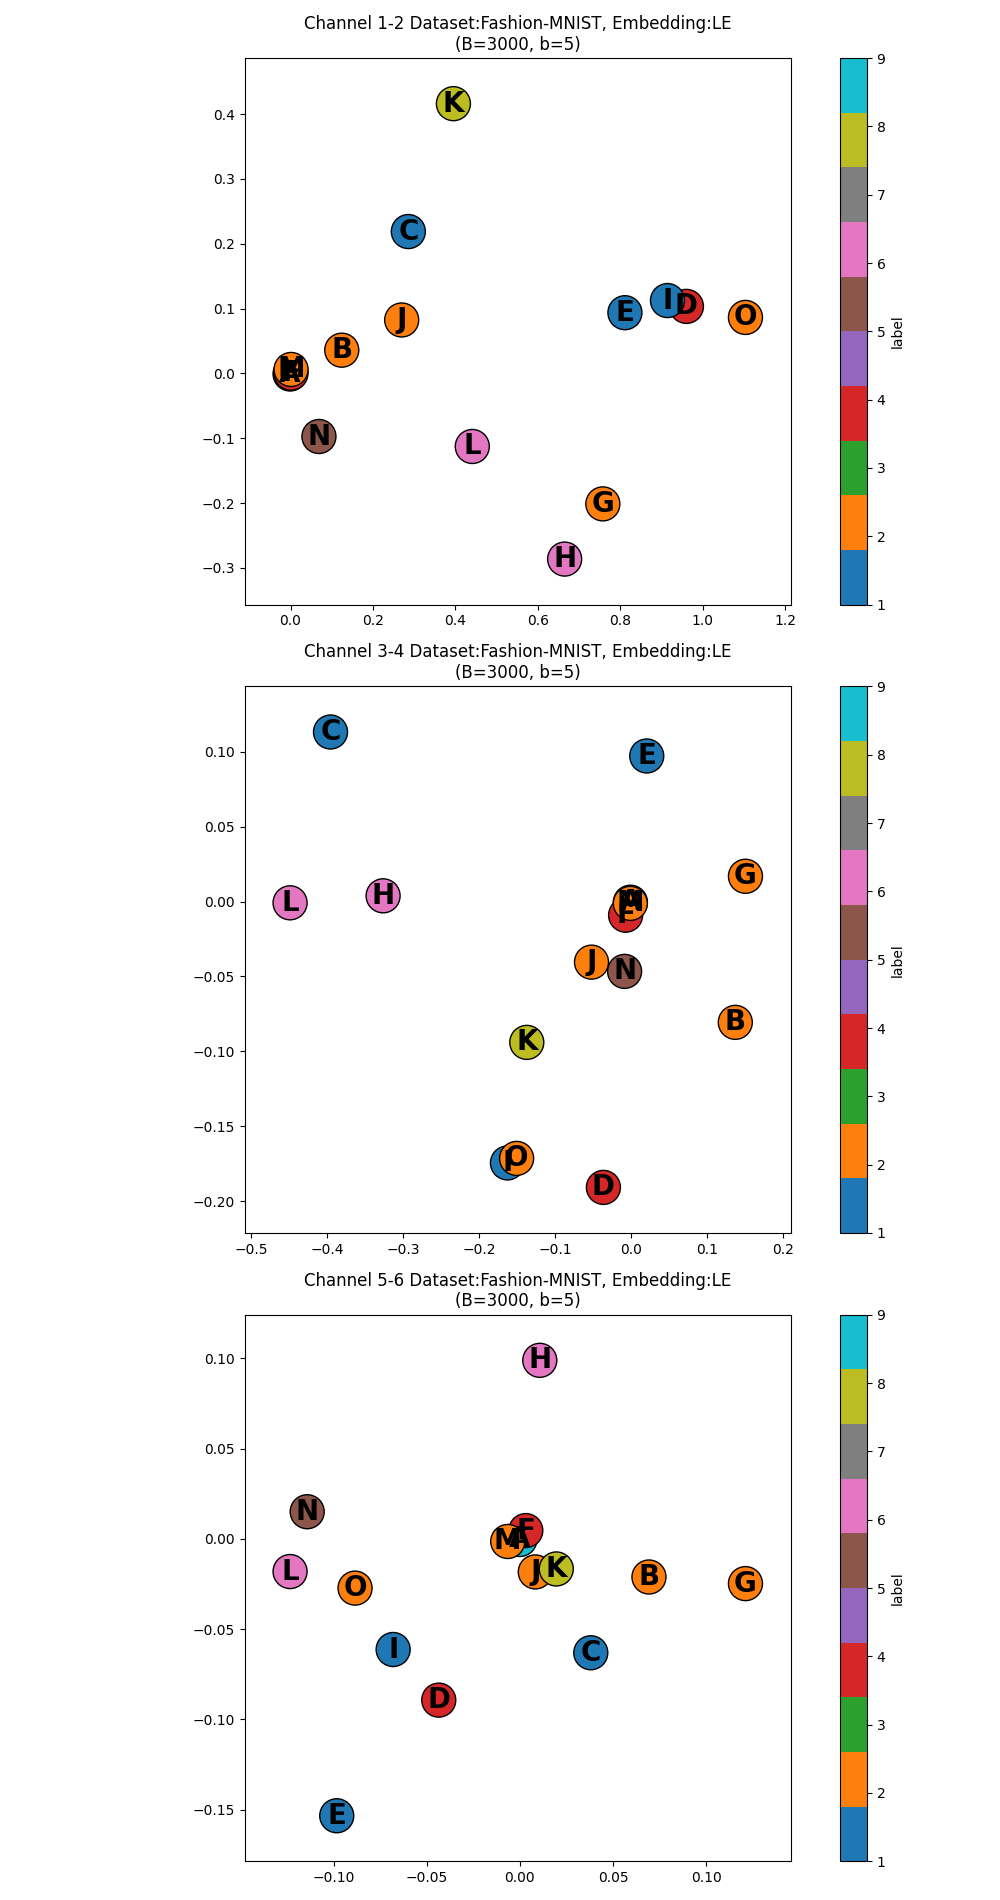 Channel 1-2 Dataset:Fashion-MNIST, Embedding:LE
(B=3000, b=5)
K
C
J
I
D
E
O
B
M
N
L
G
H
0.4
0.3
0.2
0.1
0.0
−0.1
−0.2
−0.3
0.0 0.2 0.4 0.6 0.8 1.0 1.2
9
8
7
6
5
4
3
2
1
label
Channel 3-4 Dataset:Fashion-MNIST, Embedding:LE
(B=3000, b=5)
C
E
G
H
L
M
F
J
N
B
K
I
O
D
0.10
0.05
0.00
−0.05
−0.10
−0.15
−0.20
−0.5 −0.4 −0.3 −0.2 −0.1 0.0 0.1 0.2
9
8
7
6
5
4
3
2
1
label
Channel 5-6 Dataset:Fashion-MNIST, Embedding:LE
(B=3000, b=5)
H
N
F
M
A
L
J
K
B
G
O
I
C
D
E
0.10
0.05
0.00
−0.05
−0.10
−0.15
−0.10 −0.05 0.00 0.05 0.10
9
8
7
6
5
4
3
2
1
label